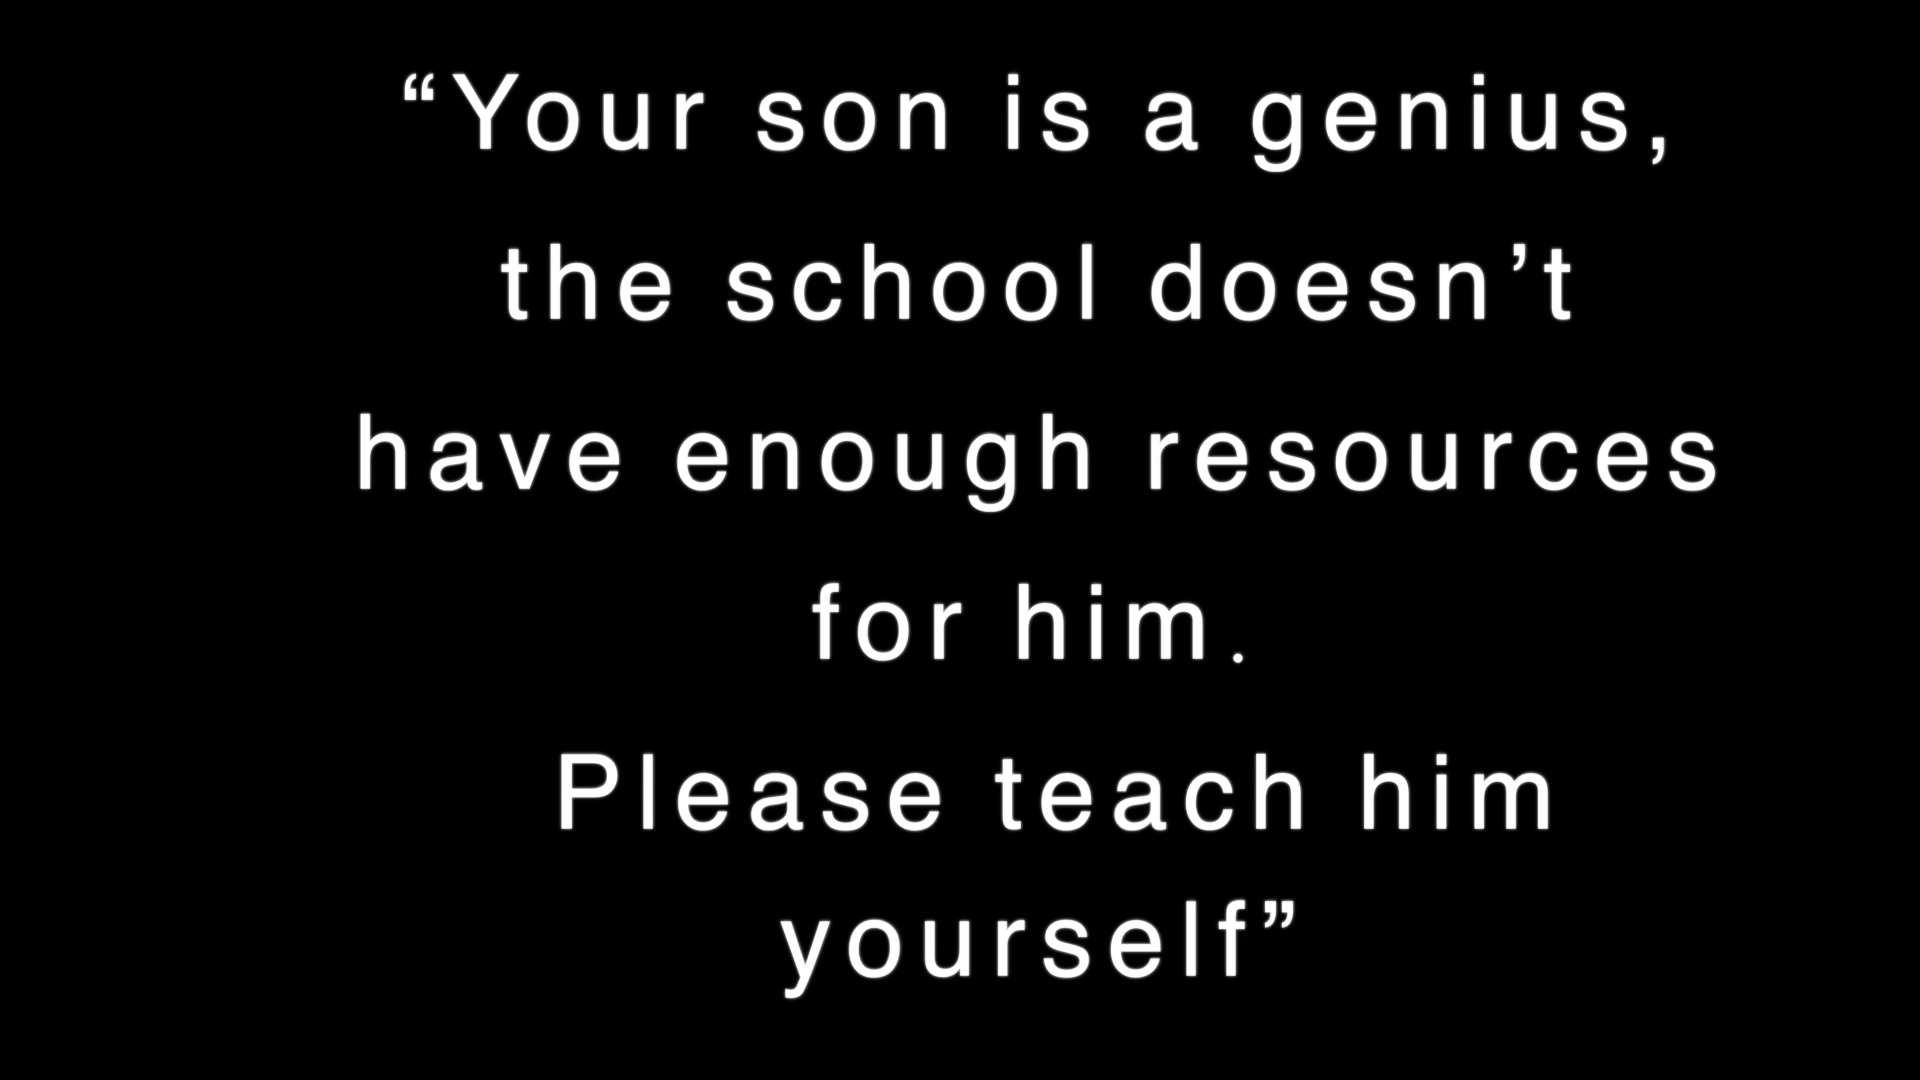 “Your son is a genius,
the school doesn’t
have enough resources
for him.
Please teach him
yourself”